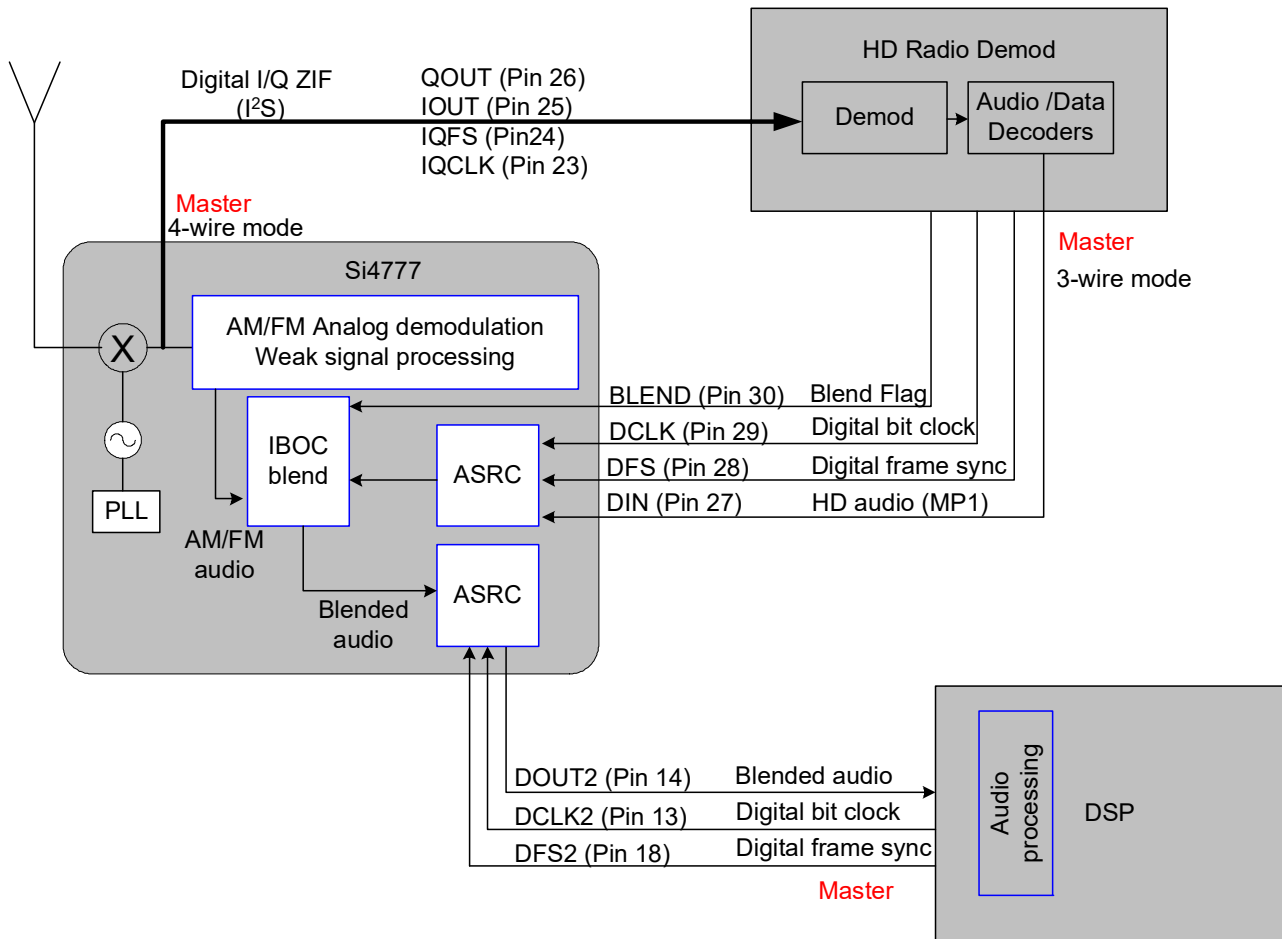 HD Radio Demod
Digital I/Q ZIF
(I²S)
QOUT (Pin 26)
IOUT (Pin 25)
IQFS (Pin24)
IQCLK (Pin 23)
Demod
Audio /Data
Decoders
Master
4-wire mode
Master
3-wire mode
Si4777
X
AM/FM Analog demodulation
Weak signal processing
PLL
IBOC
blend
ASRC
BLEND (Pin 30) Blend Flag
DCLK (Pin 29) Digital bit clock
DFS (Pin 28) Digital frame sync
DIN (Pin 27) HD audio (MP1)
AM/FM
audio
Blended
audio
ASRC
DOUT2 (Pin 14) Blended audio
DCLK2 (Pin 13) Digital bit clock
DFS2 (Pin 18) Digital frame sync
Master
Audio
processing
DSP